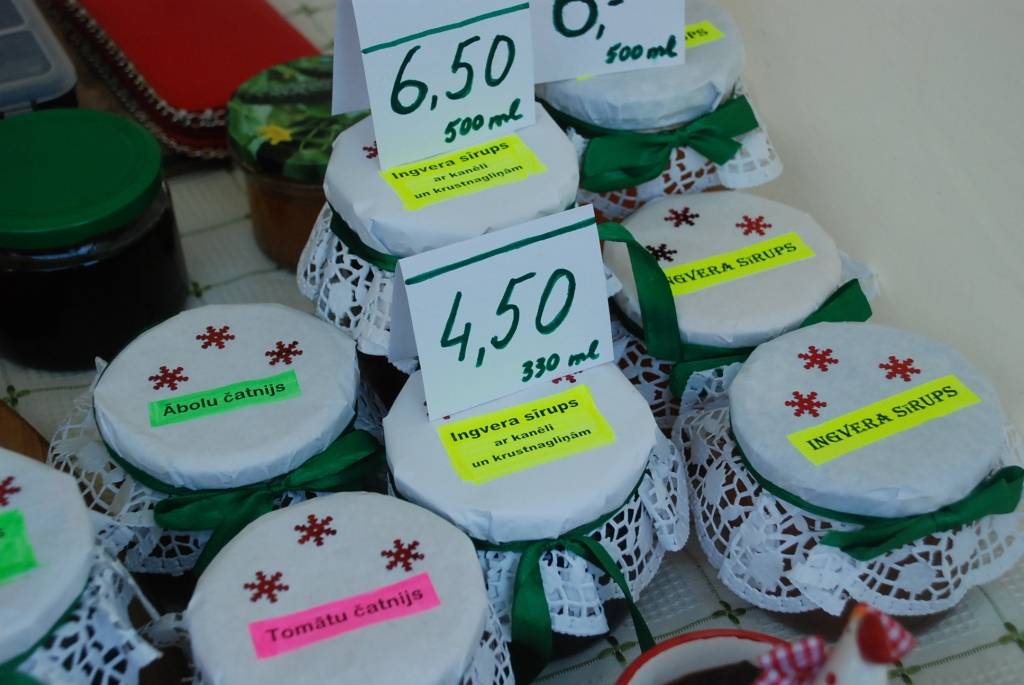 6,50
500 ml
6,-
500 ml
Ingvera sīrups
ar kanēli
un krustnagliņām
4,50
330 ml
INGVERA SĪRUPS
Ābolu čatnijs
Ingvera sīrups
ar kanēli
un krustnagliņām
INGVERA SĪRUPS
Tomātu čatnijs